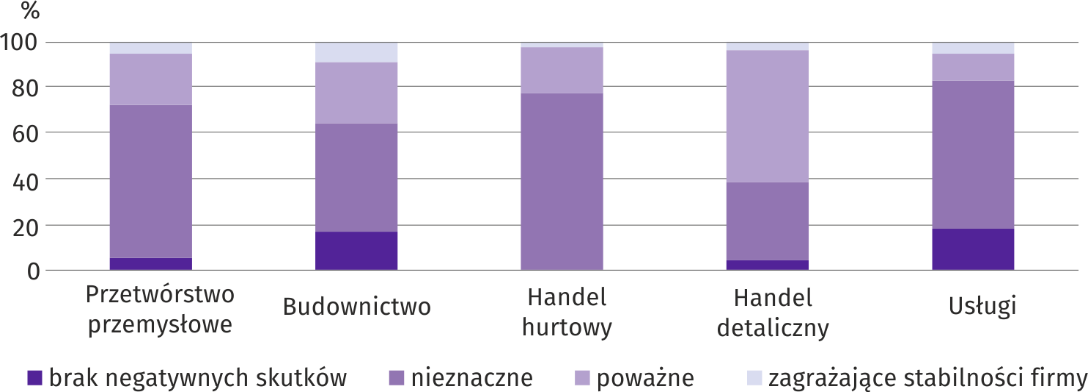 %
100
80
60
40
20
0
Przetwórstwo
przemysłowe
Budownictwo
Handel
hurtowy
Handel
detaliczny
Usługi
brak negatywnych skutków nieznaczne poważne zagrażające stabilności firmy